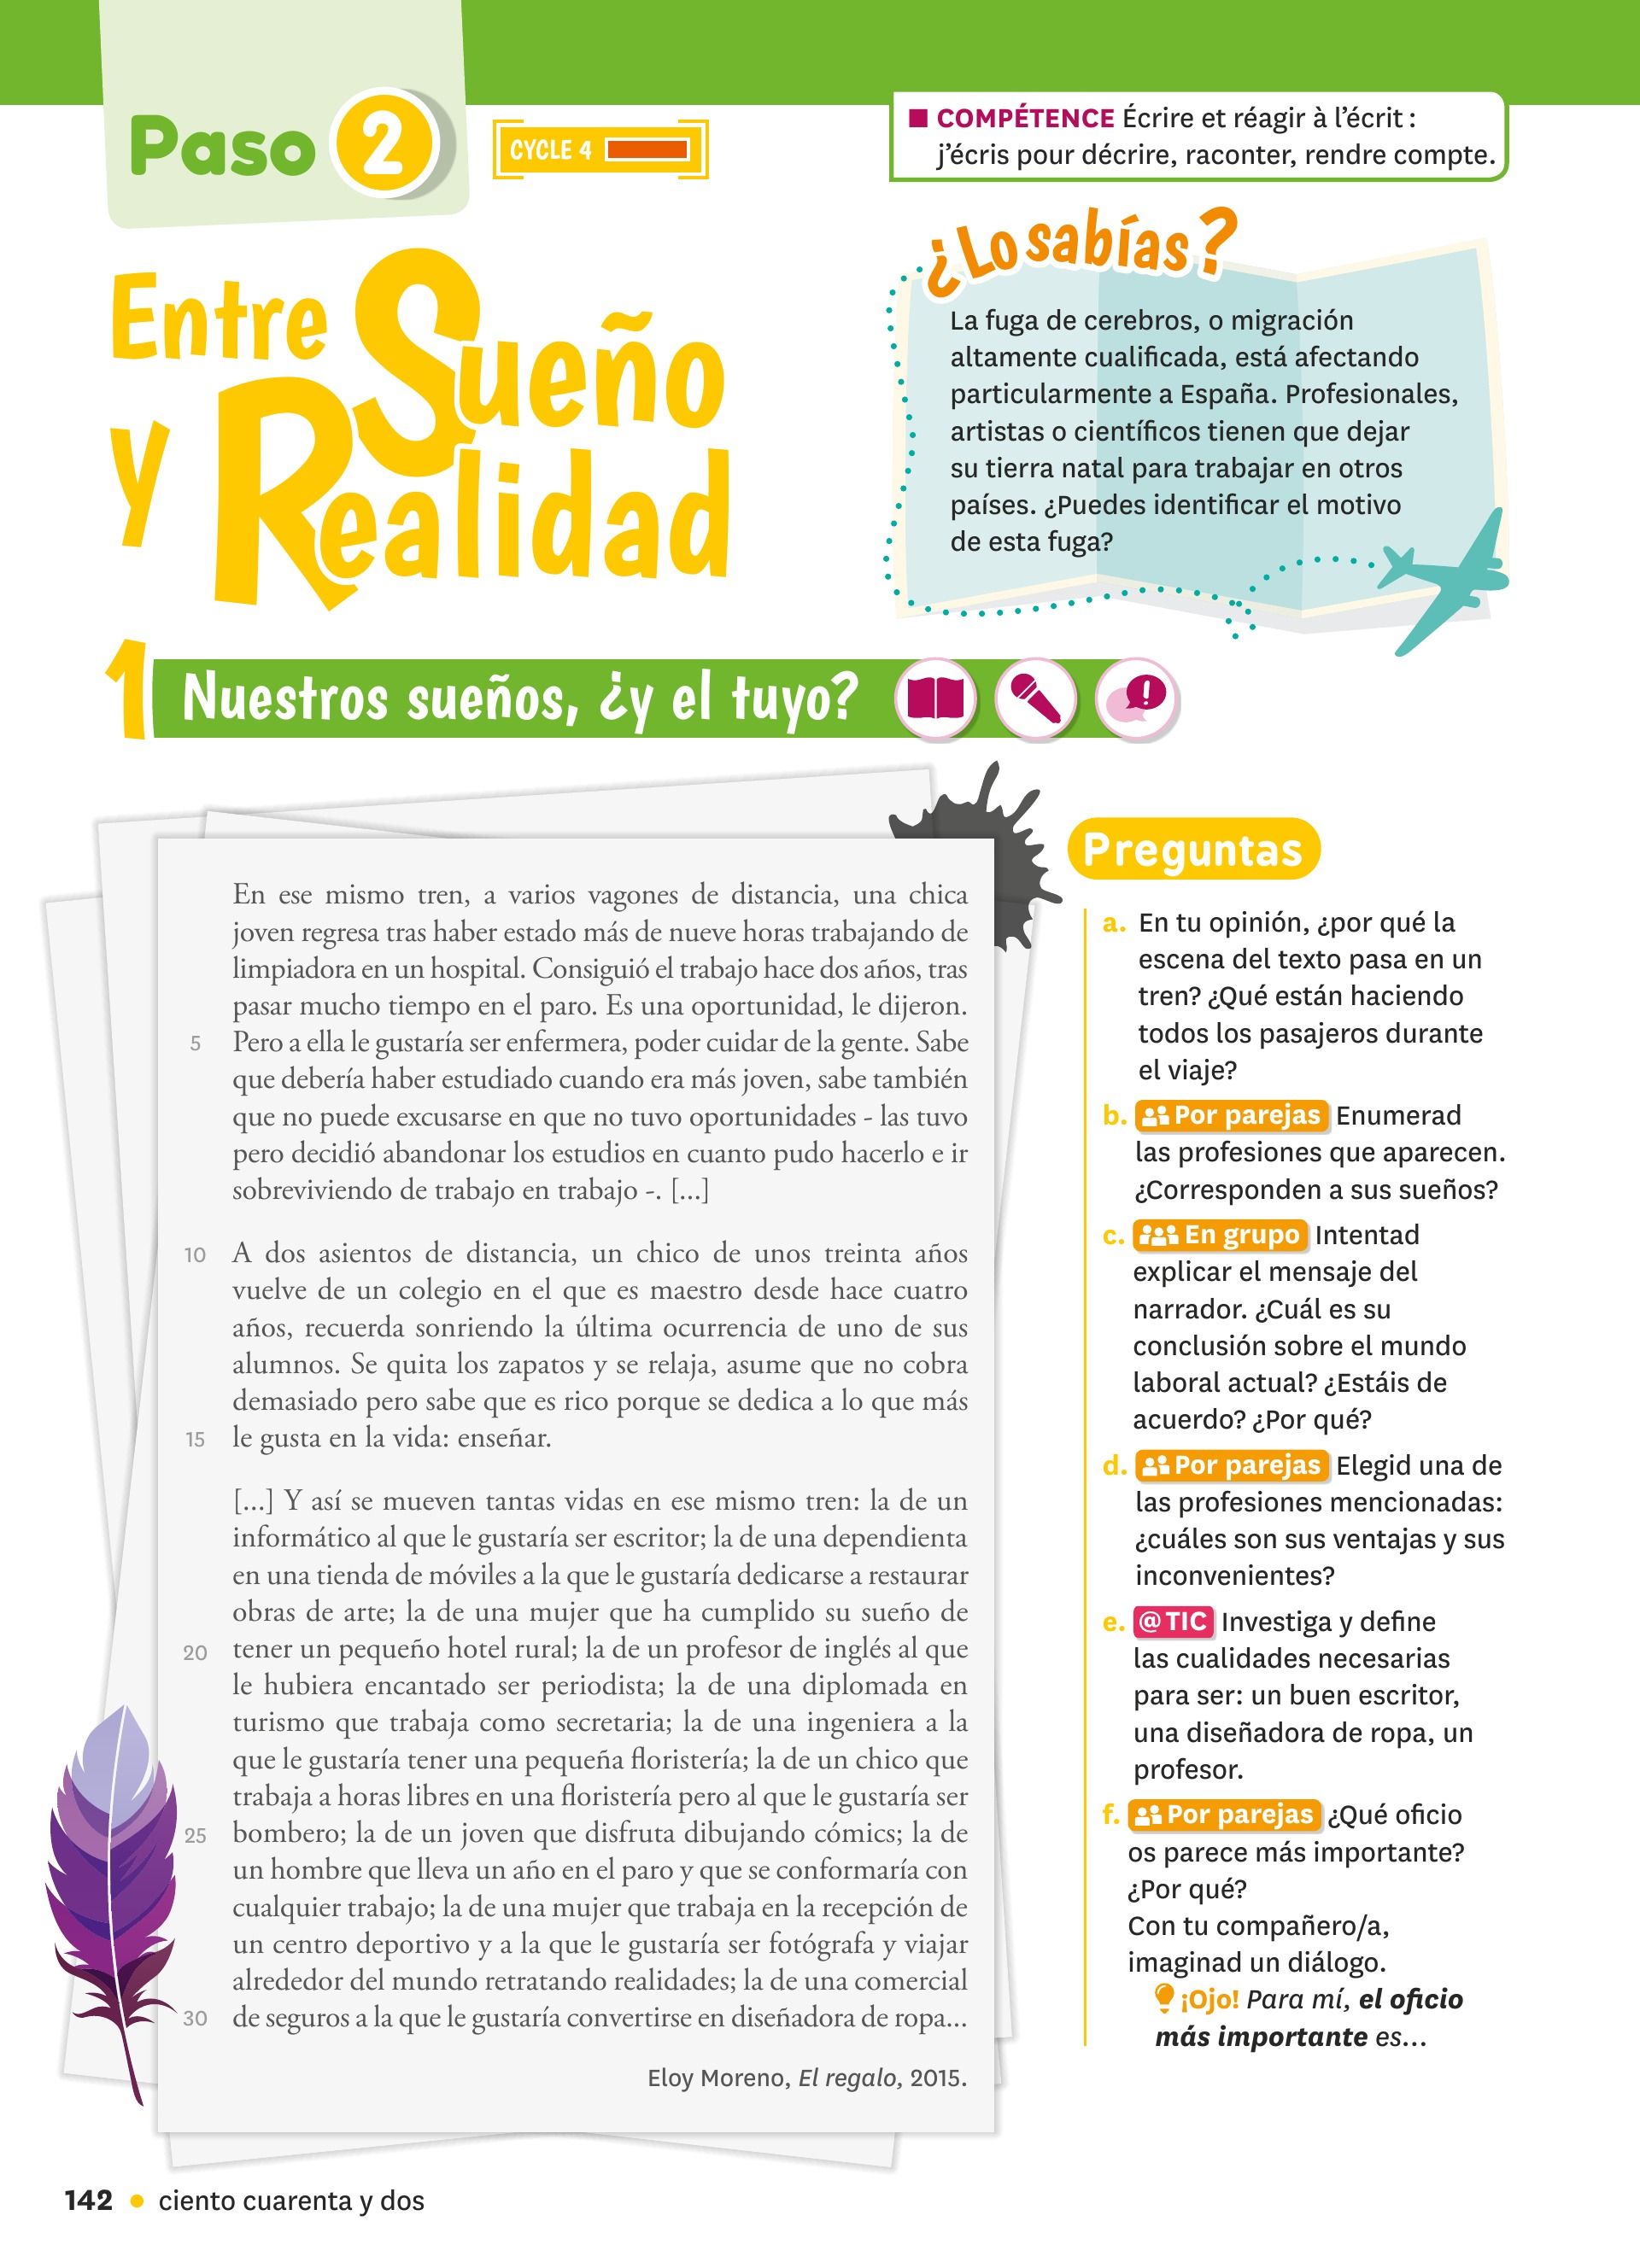 Paso 2
CYCLE 4
■ COMPÉTENCE Écrire et réagir à l'écrit :
j'écris pour décrire, raconter, rendre compte.
Entre Sueño
y Realidad
¿Lo sabías?
La fuga de cerebros, o migración
altamente cualificada, está afectando
particularmente a España. Profesionales,
artistas o científicos tienen que dejar
su tierra natal para trabajar en otros
países. ¿Puedes identificar el motivo
de esta fuga?
1 Nuestros sueños, ¿y el tuyo?
En ese mismo tren, a varios vagones de distancia, una chica
joven regresa tras haber estado más de nueve horas trabajando de
limpiadora en un hospital. Consiguió el trabajo hace dos años, tras
pasar mucho tiempo en el paro. Es una oportunidad, le dijeron.
5 Pero a ella le gustaría ser enfermera, poder cuidar de la gente. Sabe
que debería haber estudiado cuando era más joven, sabe también
que no puede excusarse en que no tuvo oportunidades - las tuvo
pero decidió abandonar los estudios en cuanto pudo hacerlo e ir
sobreviviendo de trabajo en trabajo -. [...]
10 A dos asientos de distancia, un chico de unos treinta años
vuelve de un colegio en el que es maestro desde hace cuatro
años, recuerda sonriendo la última ocurrencia de uno de sus
alumnos. Se quita los zapatos y se relaja, asume que no cobra
demasiado pero sabe que es rico porque se dedica a lo que más
15 le gusta en la vida: enseñar.
[...] Y así se mueven tantas vidas en ese mismo tren: la de un
informático al que le gustaría ser escritor; la de una dependienta
en una tienda de móviles a la que le gustaría dedicarse a restaurar
obras de arte; la de una mujer que ha cumplido su sueño de
20 tener un pequeño hotel rural; la de un profesor de inglés al que
le hubiera encantado ser periodista; la de una diplomada en
turismo que trabaja como secretaria; la de una ingeniera a la
que le gustaría tener una pequeña floristería; la de un chico que
trabaja a horas libres en una floristería pero al que le gustaría ser
25 bombero; la de un joven que disfruta dibujando cómics; la de
un hombre que lleva un año en el paro y que se conformaría con
cualquier trabajo; la de una mujer que trabaja en la recepción de
un centro deportivo y a la que le gustaría ser fotógrafa y viajar
alrededor del mundo retratando realidades; la de una comercial
30 de seguros a la que le gustaría convertirse en diseñadora de ropa...
Eloy Moreno, El regalo, 2015.
Preguntas
a. En tu opinión, ¿por qué la
escena del texto pasa en un
tren? ¿Qué están haciendo
todos los pasajeros durante
el viaje?
b. Por parejas Enumerad
las profesiones que aparecen.
¿Corresponden a sus sueños?
c. En grupo Intentad
explicar el mensaje del
narrador. ¿Cuál es su
conclusión sobre el mundo
laboral actual? ¿Estáis de
acuerdo? ¿Por qué?
d. Por parejas Elegid una de
las profesiones mencionadas:
¿cuáles son sus ventajas y sus
inconvenientes?
e. @TIC Investiga y define
las cualidades necesarias
para ser: un buen escritor,
una diseñadora de ropa, un
profesor.
f. Por parejas ¿Qué oficio
os parece más importante?
¿Por qué?
Con tu compañero/a,
imaginad un diálogo.
¡Ojo! Para mí, el oficio
más importante es...
142 • ciento cuarenta y dos